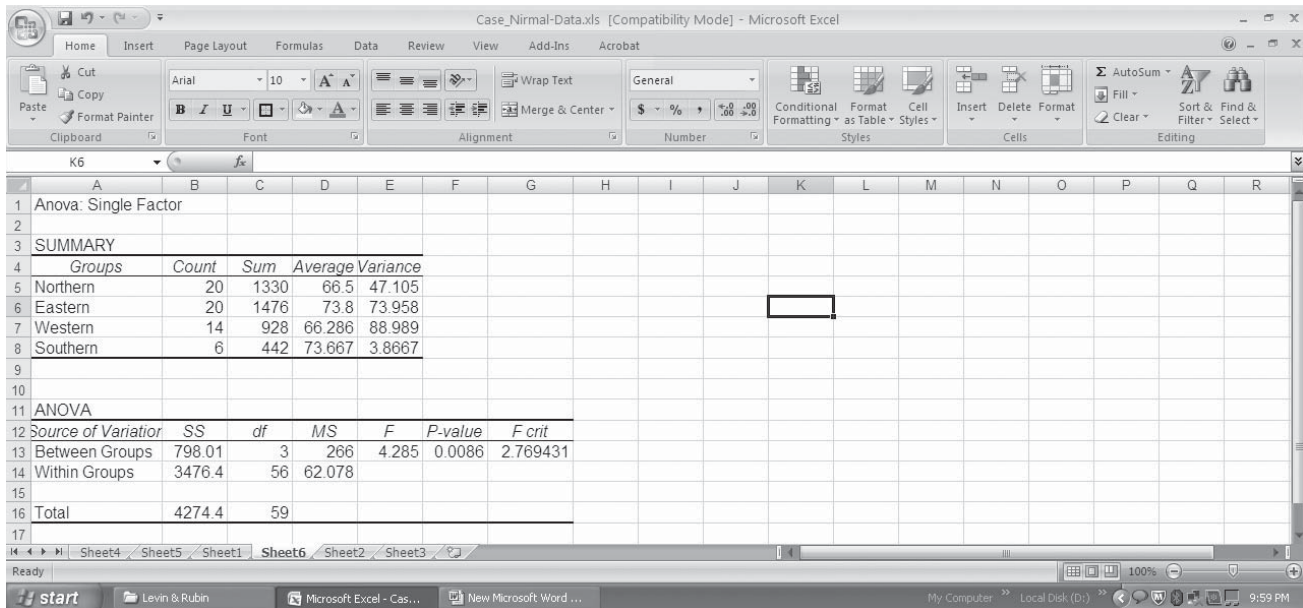 Case_Nirmal-Data.xls [Compatibility Mode] - Microsoft Excel
Home Insert Page Layout Formulas Data Review View Add-Ins Acrobat
Paste
Cut
Copy
Format Painter
Clipboard
Arial 10 A A
B I U A
Font
Wrap Text
Merge & Center
Alignment
General
$ % , .0 .00 .00 .0
Number
Conditional Formatting
Format as Table
Cell Styles
Styles
Insert Delete Format
Cells
Σ AutoSum
Fill
Clear
Sort & Filter
Find & Select
Editing
K6 fx
A B C D E F G H I J K L M N O P Q R
1 Anova: Single Factor
2
3 SUMMARY
4 Groups Count Sum Average Variance
5 Northern 20 1330 66.5 47.105
6 Eastern 20 1476 73.8 73.958
7 Western 14 928 66.286 88.989
8 Southern 6 442 73.667 3.8667
9
10
11 ANOVA
12 Source of Variation SS df MS F P-value F crit
13 Between Groups 798.01 3 266 4.285 0.0086 2.769431
14 Within Groups 3476.4 56 62.078
15
16 Total 4274.4 59
17
Sheet4 Sheet5 Sheet1 Sheet6 Sheet2 Sheet3
Ready 100%
start Levin & Rubin Microsoft Excel - Cas... New Microsoft Word ... My Computer » Local Disk (D:) » 9:59 PM